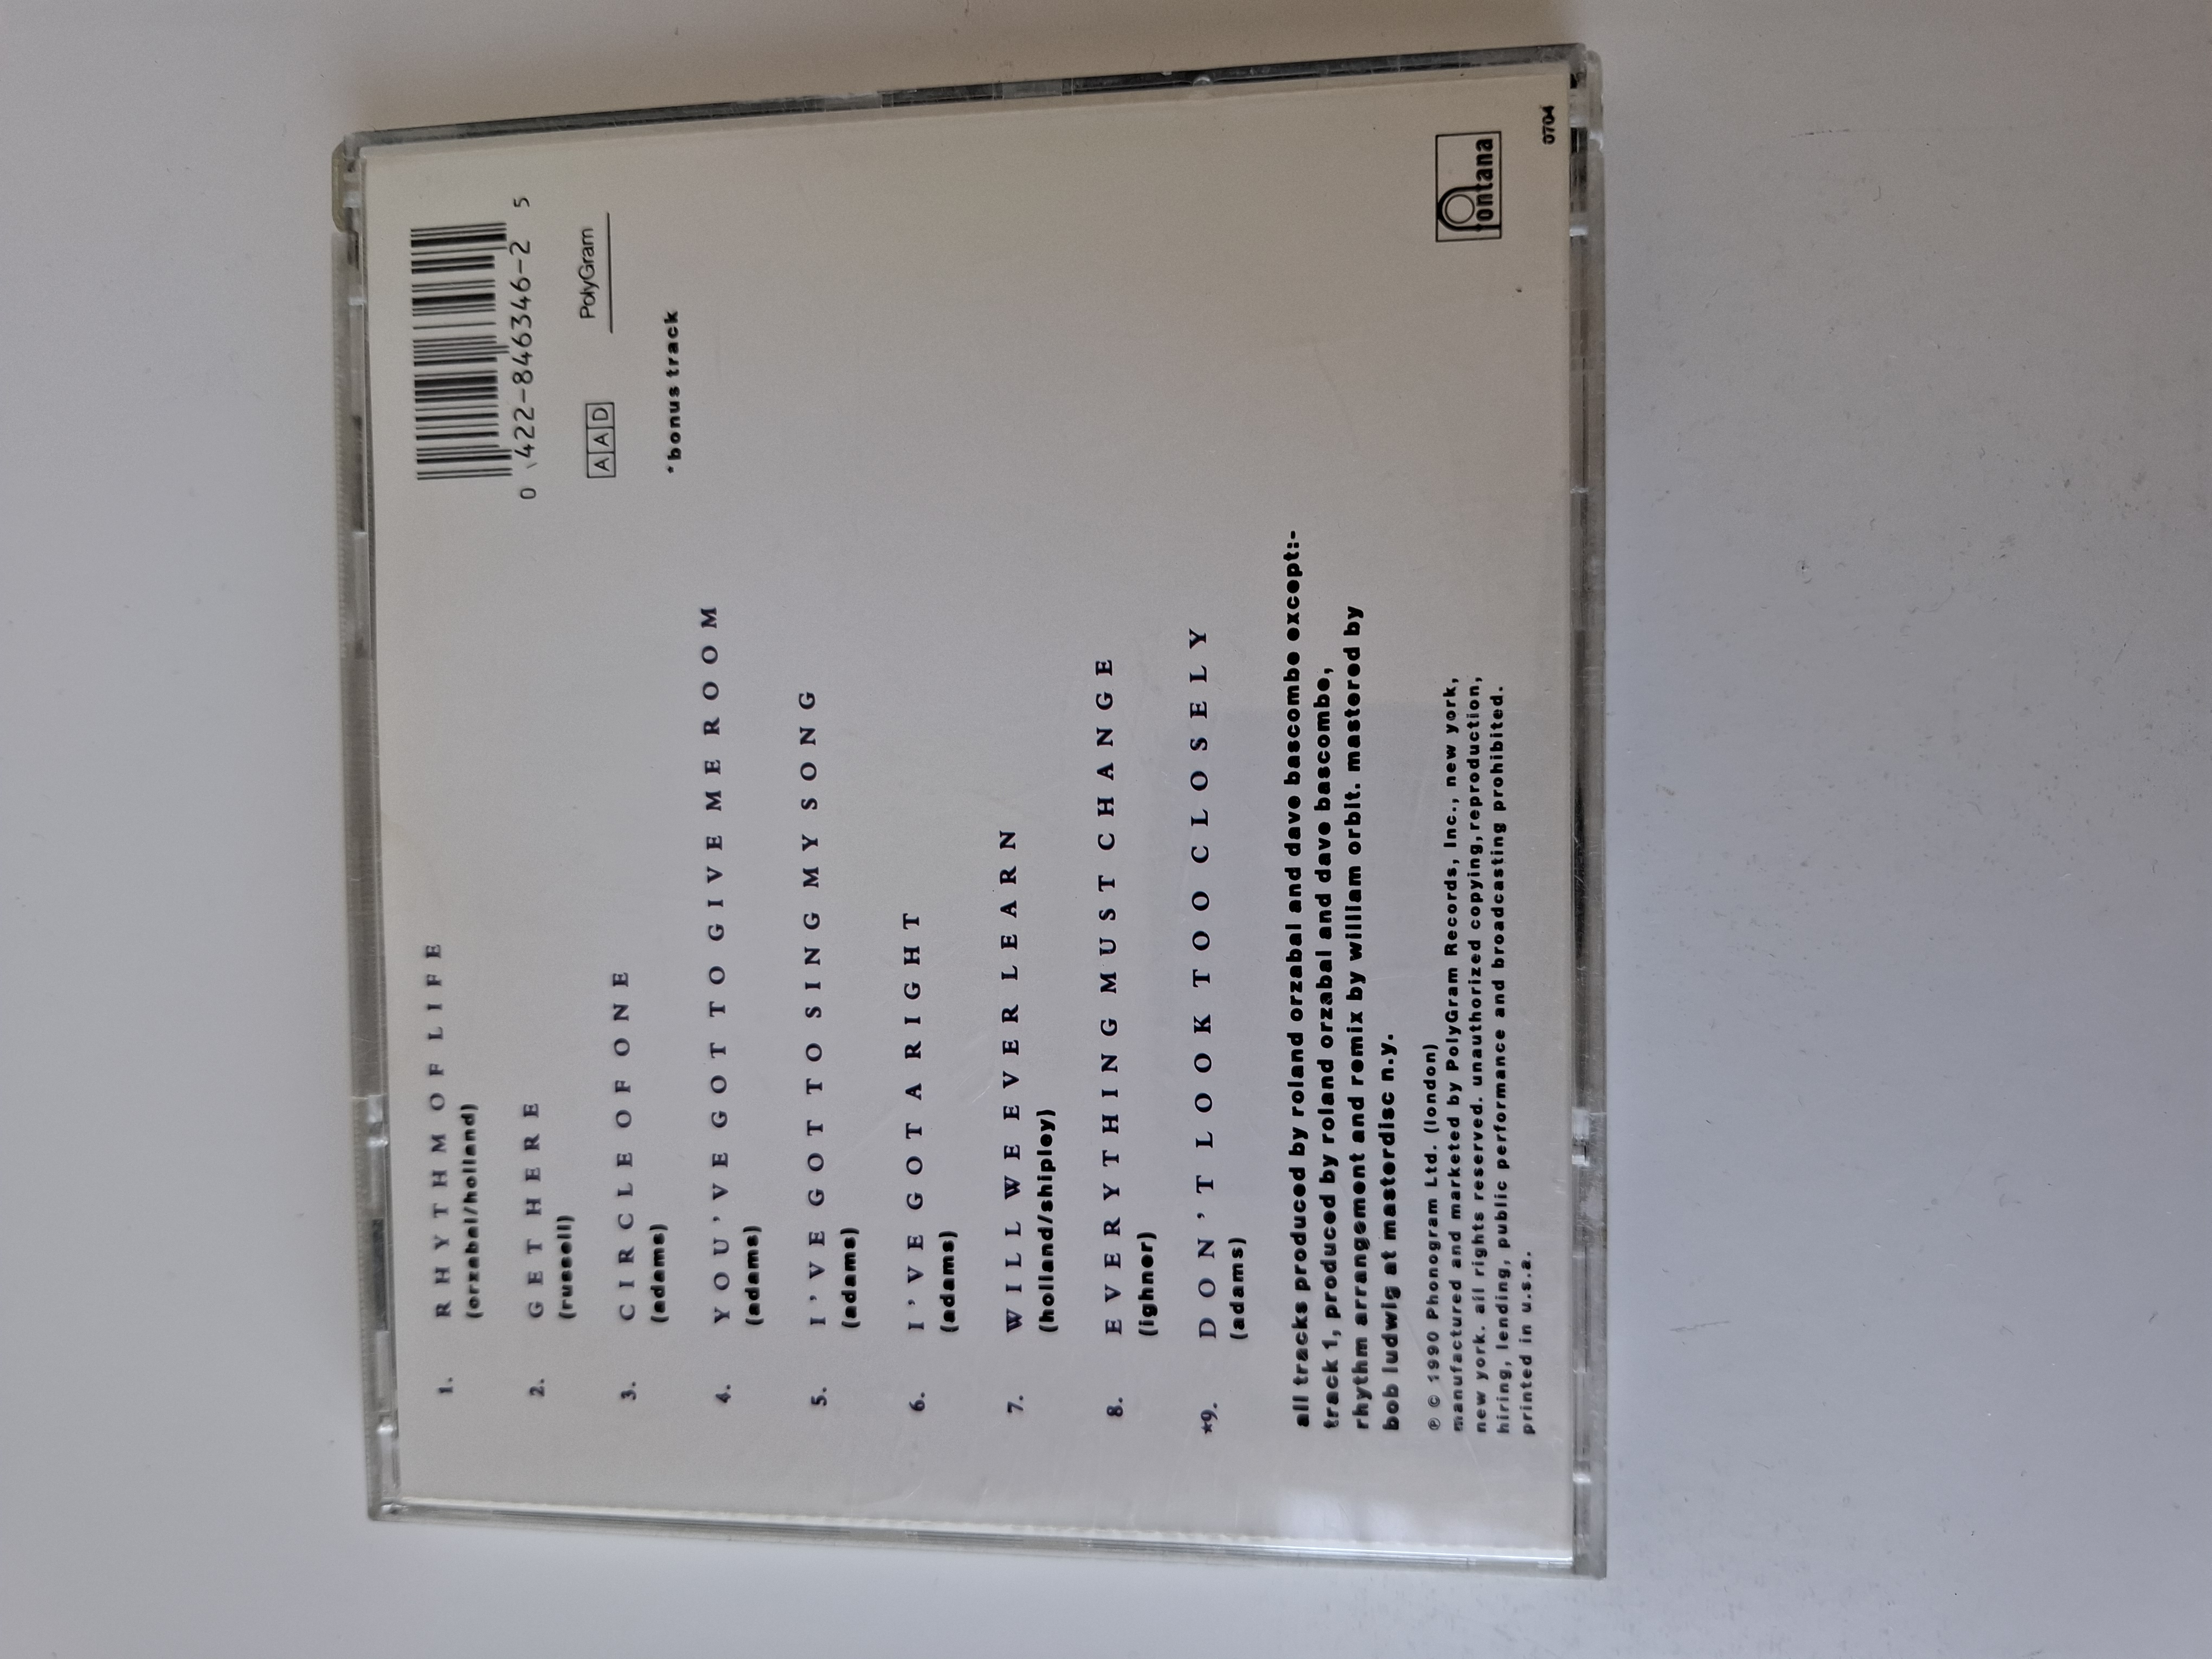 1. RHYTHM OF LIFE
(orzabal/holland)
2. GET HERE
(russell)
3. CIRCLE OF ONE
(adams)
4. YOU'VE GOT TO GIVE ME ROOM
(adams)
5. I'VE GOT TO SING MY SONG
(adams)
6. I'VE GOT A RIGHT
(adams)
7. WILL WE EVER LEARN
(holland/shipley)
8. EVERYTHING MUST CHANGE
(ighner)
*9. DON'T LOOK TOO CLOSELY
(adams)
0 422-846346-2 5
AAD PolyGram
*bonus track
all tracks produced by roland orzabal and dave bascombe except:-
track 1, produced by roland orzabal and dave bascombe,
rhythm arrangement and remix by william orbit. mastered by
bob ludwig at masterdisc n.y.
℗ © 1990 Phonogram Ltd. (london)
manufactured and marketed by PolyGram Records, Inc., new york,
new york. all rights reserved. unauthorized copying, reproduction,
hiring, lending, public performance and broadcasting prohibited.
printed in u.s.a.
fontana
0704